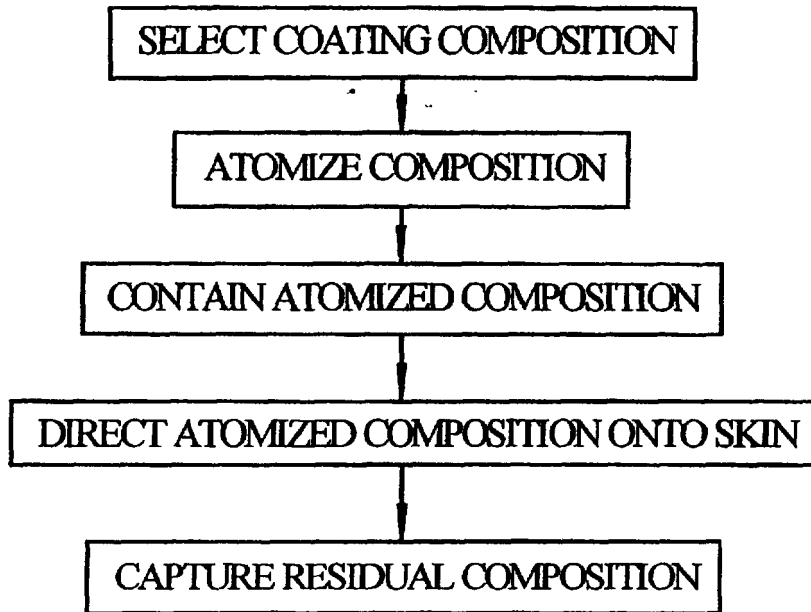 SELECT COATING COMPOSITION
ATOMIZE COMPOSITION
CONTAIN ATOMIZED COMPOSITION
DIRECT ATOMIZED COMPOSITION ONTO SKIN
CAPTURE RESIDUAL COMPOSITION